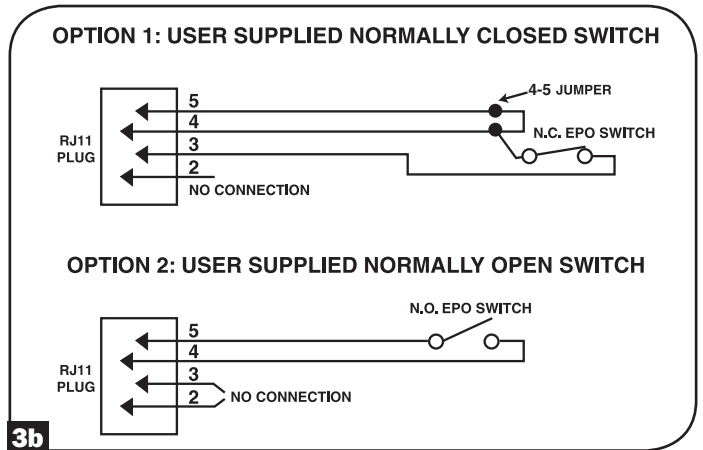 OPTION 1: USER SUPPLIED NORMALLY CLOSED SWITCH
5
4-5 JUMPER
4
N.C. EPO SWITCH
RJ11
PLUG
3
2
NO CONNECTION
OPTION 2: USER SUPPLIED NORMALLY OPEN SWITCH
N.O. EPO SWITCH
5
4
RJ11
PLUG
3
2
NO CONNECTION
3b